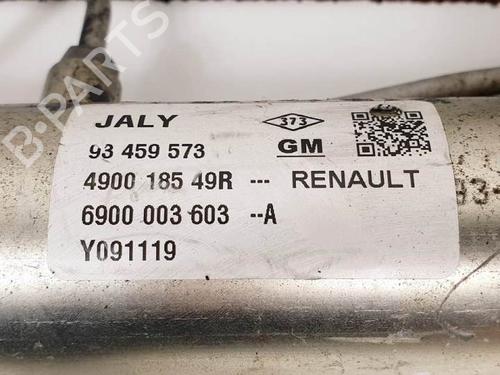 B-PARTS
JALY 373
93 459 573 GM
4900 185 49R --- RENAULT
6900 003 603 --A
Y091119